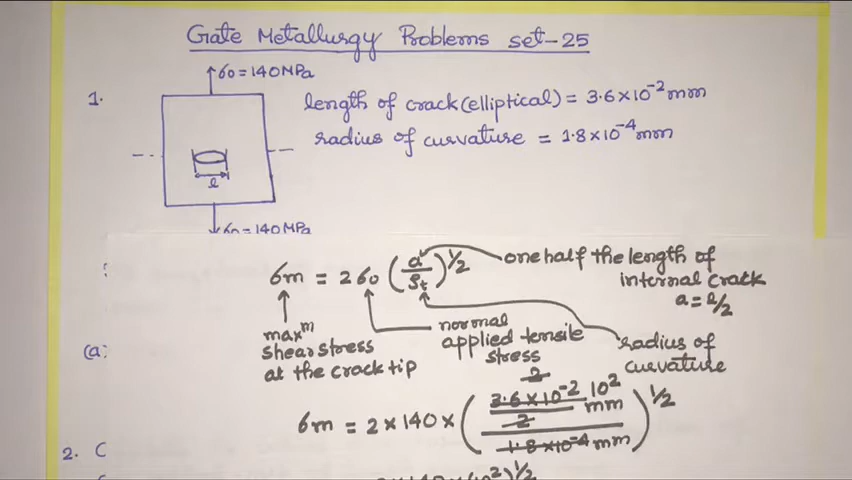 Gate Metallurgy Problems set-25
1.
σo = 140 MPa
length of crack (elliptical) = 3.6 × 10⁻² mm
radius of curvature = 1.8 × 10⁻⁴ mm
l
σo = 140 MPa
σm = 2σo (a/ρt)^1/2
one half the length of
internal crack
a = l/2
maxᵐ
shear stress
at the crack tip
normal
applied tensile
stress
radius of
curvature
(a)
σm = 2 × 140 × (3.6 × 10⁻² mm/2 / 1.8 × 10⁻⁴ mm)^1/2
2
10²
2. C